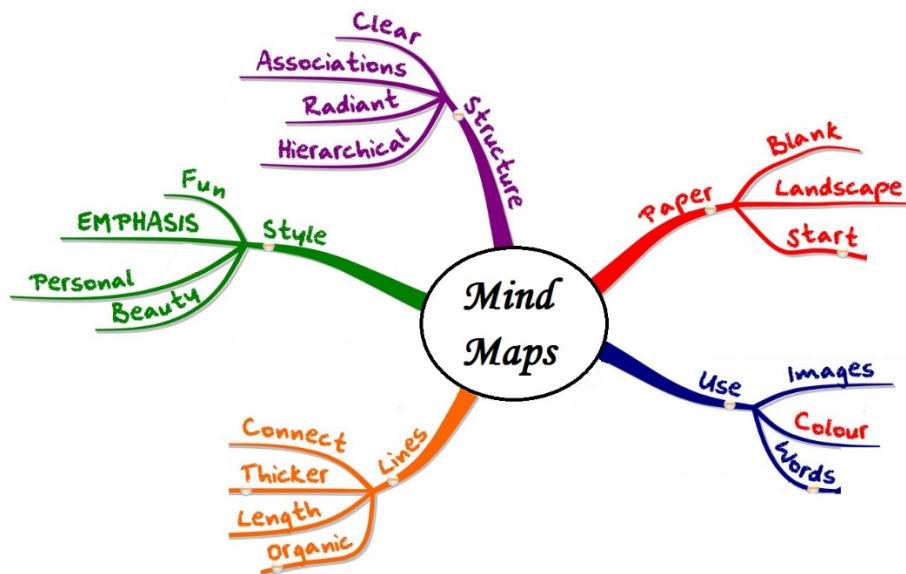 Mind
Maps
Paper
Blank
Landscape
Start
Use
Images
Colour
Words
Lines
Connect
Thicker
Length
Organic
Style
Fun
EMPHASIS
Personal
Beauty
Structure
Clear
Associations
Radiant
Hierarchical